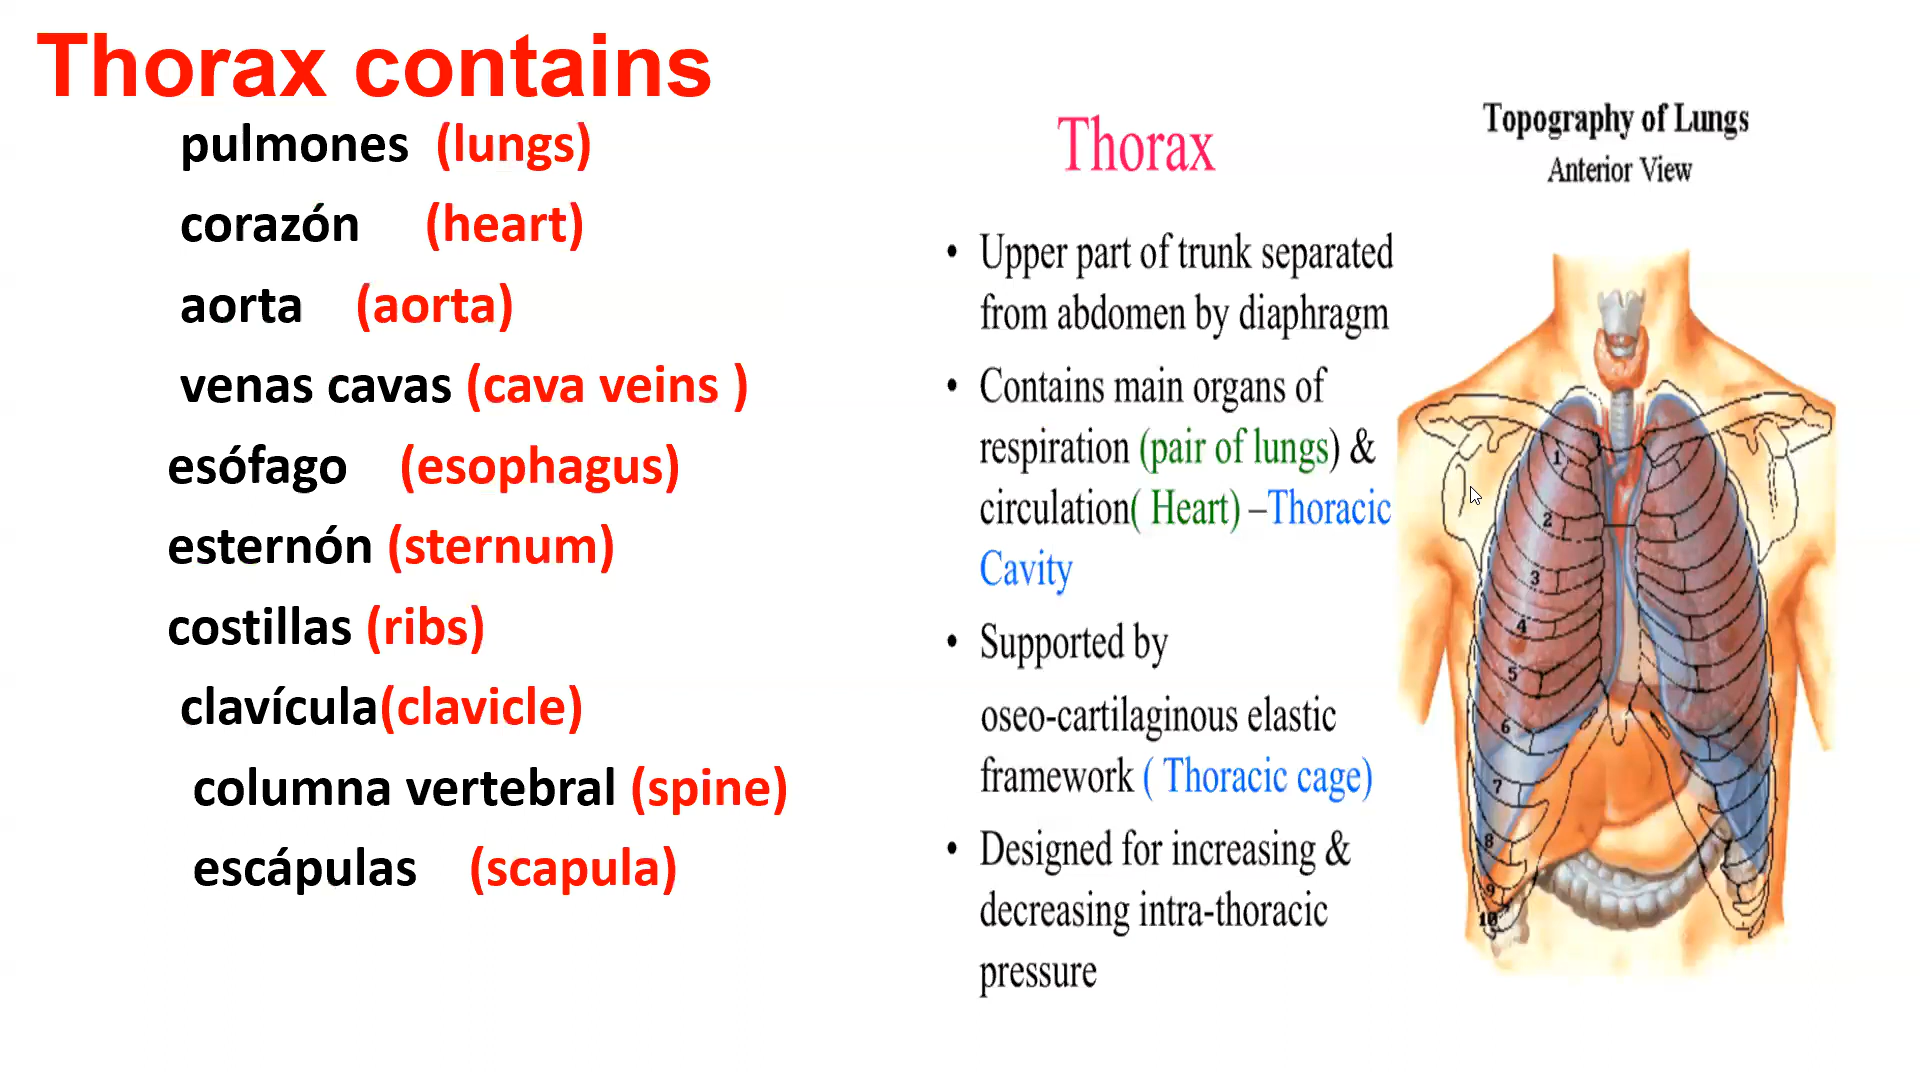 Thorax contains
pulmones (lungs)
corazón (heart)
aorta (aorta)
venas cavas (cava veins )
esófago (esophagus)
esternón (sternum)
costillas (ribs)
clavícula(clavicle)
columna vertebral (spine)
escápulas (scapula)
Thorax
• Upper part of trunk separated
from abdomen by diaphragm
• Contains main organs of
respiration (pair of lungs) &
circulation( Heart) –Thoracic
Cavity
• Supported by
oseo-cartilaginous elastic
framework ( Thoracic cage)
• Designed for increasing &
decreasing intra-thoracic
pressure
Topography of Lungs
Anterior View
1
2
3
4
5
6
7
8
9
10